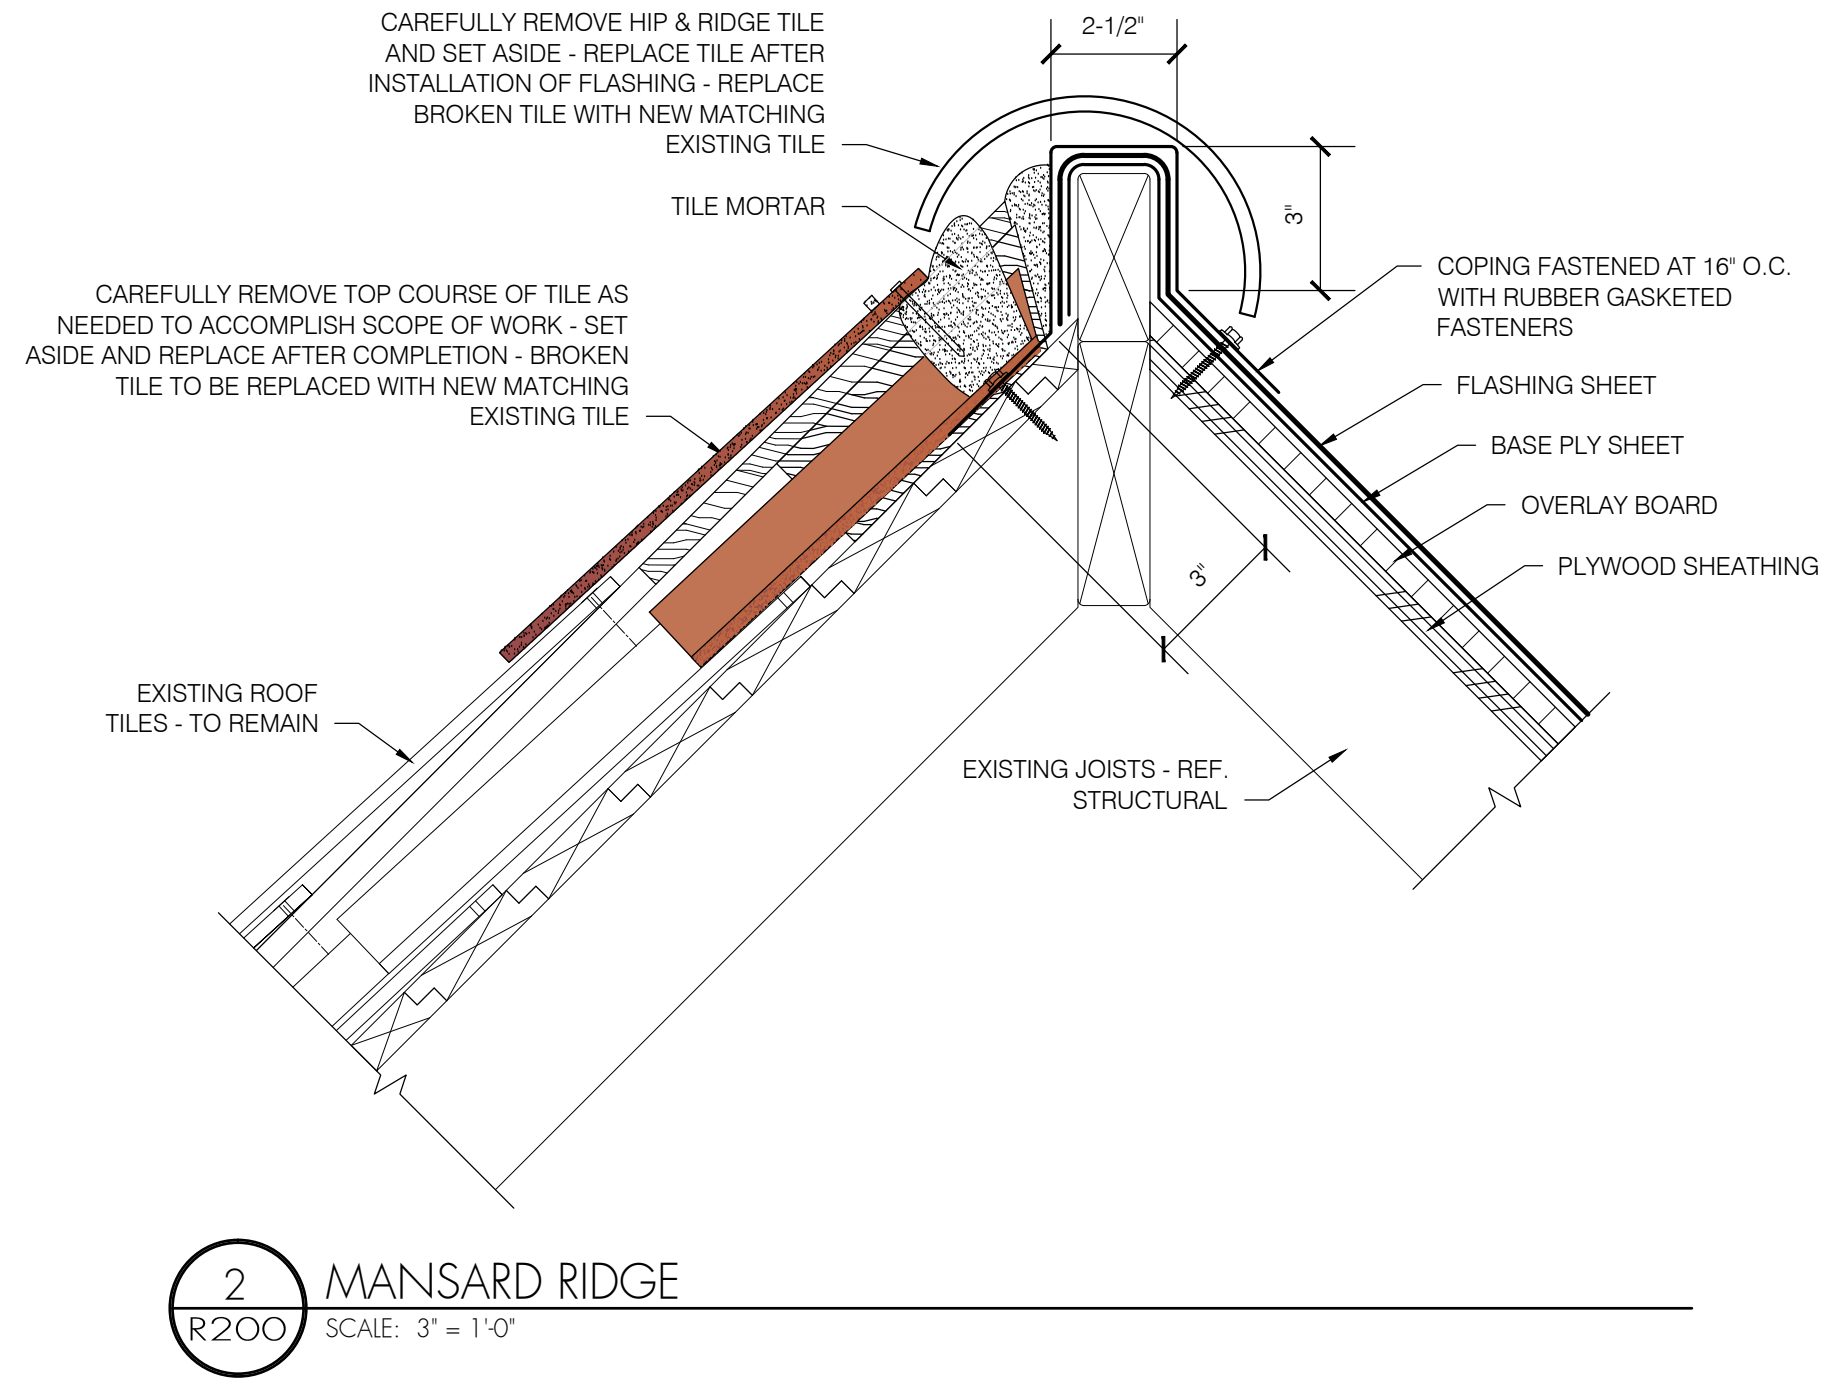 CAREFULLY REMOVE HIP & RIDGE TILE
AND SET ASIDE - REPLACE TILE AFTER
INSTALLATION OF FLASHING - REPLACE
BROKEN TILE WITH NEW MATCHING
EXISTING TILE
2-1/2"
TILE MORTAR
3"
CAREFULLY REMOVE TOP COURSE OF TILE AS
NEEDED TO ACCOMPLISH SCOPE OF WORK - SET
ASIDE AND REPLACE AFTER COMPLETION - BROKEN
TILE TO BE REPLACED WITH NEW MATCHING
EXISTING TILE
COPING FASTENED AT 16" O.C.
WITH RUBBER GASKETED
FASTENERS
FLASHING SHEET
BASE PLY SHEET
OVERLAY BOARD
PLYWOOD SHEATHING
3"
EXISTING ROOF
TILES - TO REMAIN
EXISTING JOISTS - REF.
STRUCTURAL
2
R200
MANSARD RIDGE
SCALE: 3" = 1'-0"